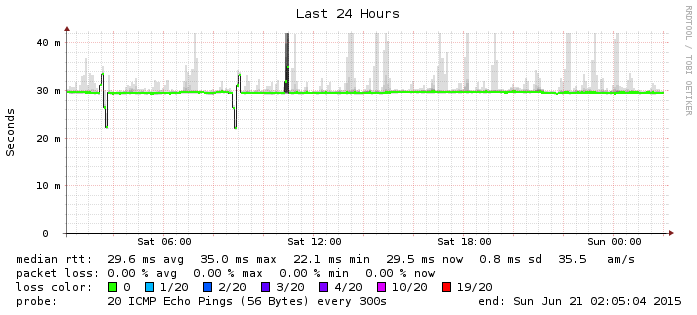 Last 24 Hours
RRDTOOL / TOBI OETIKER
Seconds
40 m
30 m
20 m
10 m
0
Sat 06:00 Sat 12:00 Sat 18:00 Sun 00:00
median rtt: 29.6 ms avg 35.0 ms max 22.1 ms min 29.5 ms now 0.8 ms sd 35.5 am/s
packet loss: 0.00 % avg 0.00 % max 0.00 % min 0.00 % now
loss color: 0 1/20 2/20 3/20 4/20 10/20 19/20
probe: 20 ICMP Echo Pings (56 Bytes) every 300s end: Sun Jun 21 02:05:04 2015